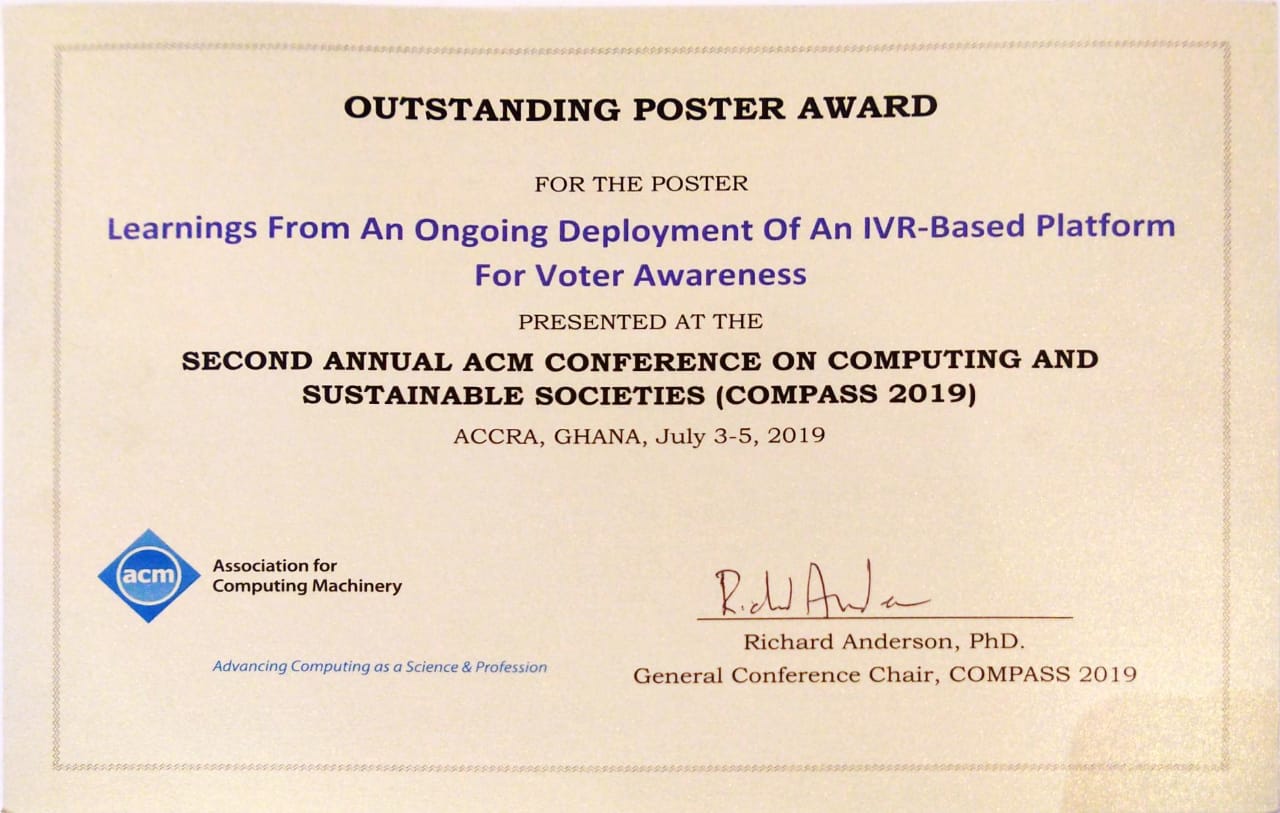 OUTSTANDING POSTER AWARD
FOR THE POSTER
Learnings From An Ongoing Deployment Of An IVR-Based Platform
For Voter Awareness
PRESENTED AT THE
SECOND ANNUAL ACM CONFERENCE ON COMPUTING AND
SUSTAINABLE SOCIETIES (COMPASS 2019)
ACCRA, GHANA, July 3-5, 2019
acm
Association for
Computing Machinery
Advancing Computing as a Science & Profession
Richard Anderson, PhD.
General Conference Chair, COMPASS 2019